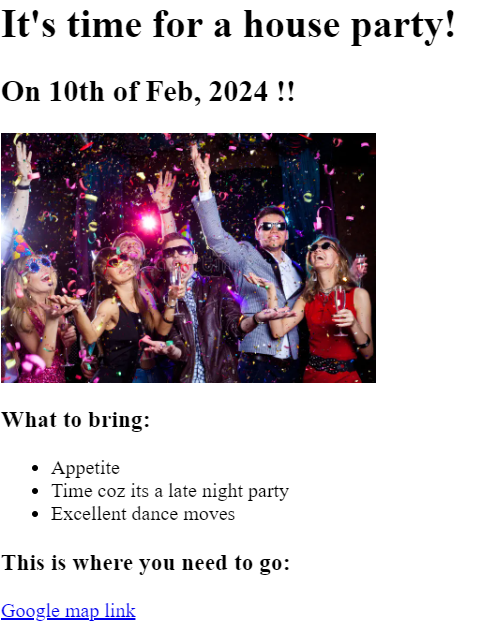 It's time for a house party!
On 10th of Feb, 2024 !!
What to bring:
Appetite
Time coz its a late night party
Excellent dance moves
This is where you need to go:
Google map link